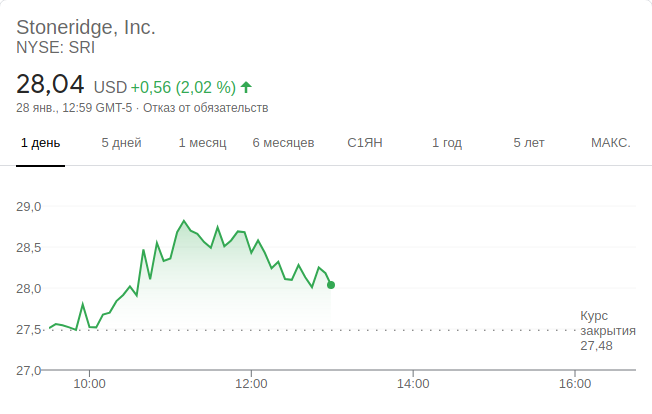 Stoneridge, Inc.
NYSE: SRI
28,04 USD +0,56 (2,02 %)
28 янв., 12:59 GMT-5 · Отказ от обязательств
1 день 5 дней 1 месяц 6 месяцев С1ЯН 1 год 5 лет МАКС.
29,0
28,5
28,0
27,5
27,0
Курс
закрытия
27,48
10:00 12:00 14:00 16:00